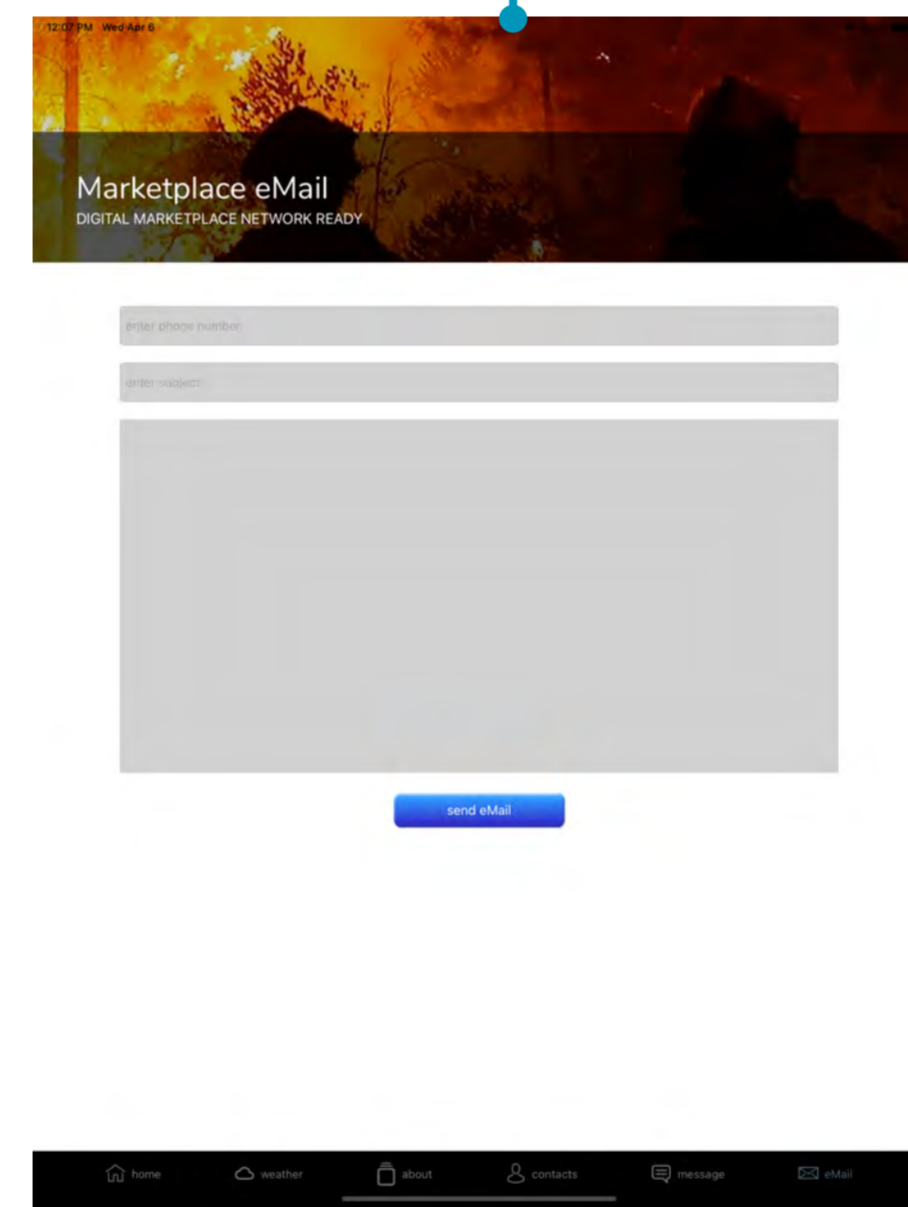 12:07 PM Wed Apr 6
Marketplace eMail
DIGITAL MARKETPLACE NETWORK READY
enter phone number
enter subject
send eMail
home weather about contacts message eMail